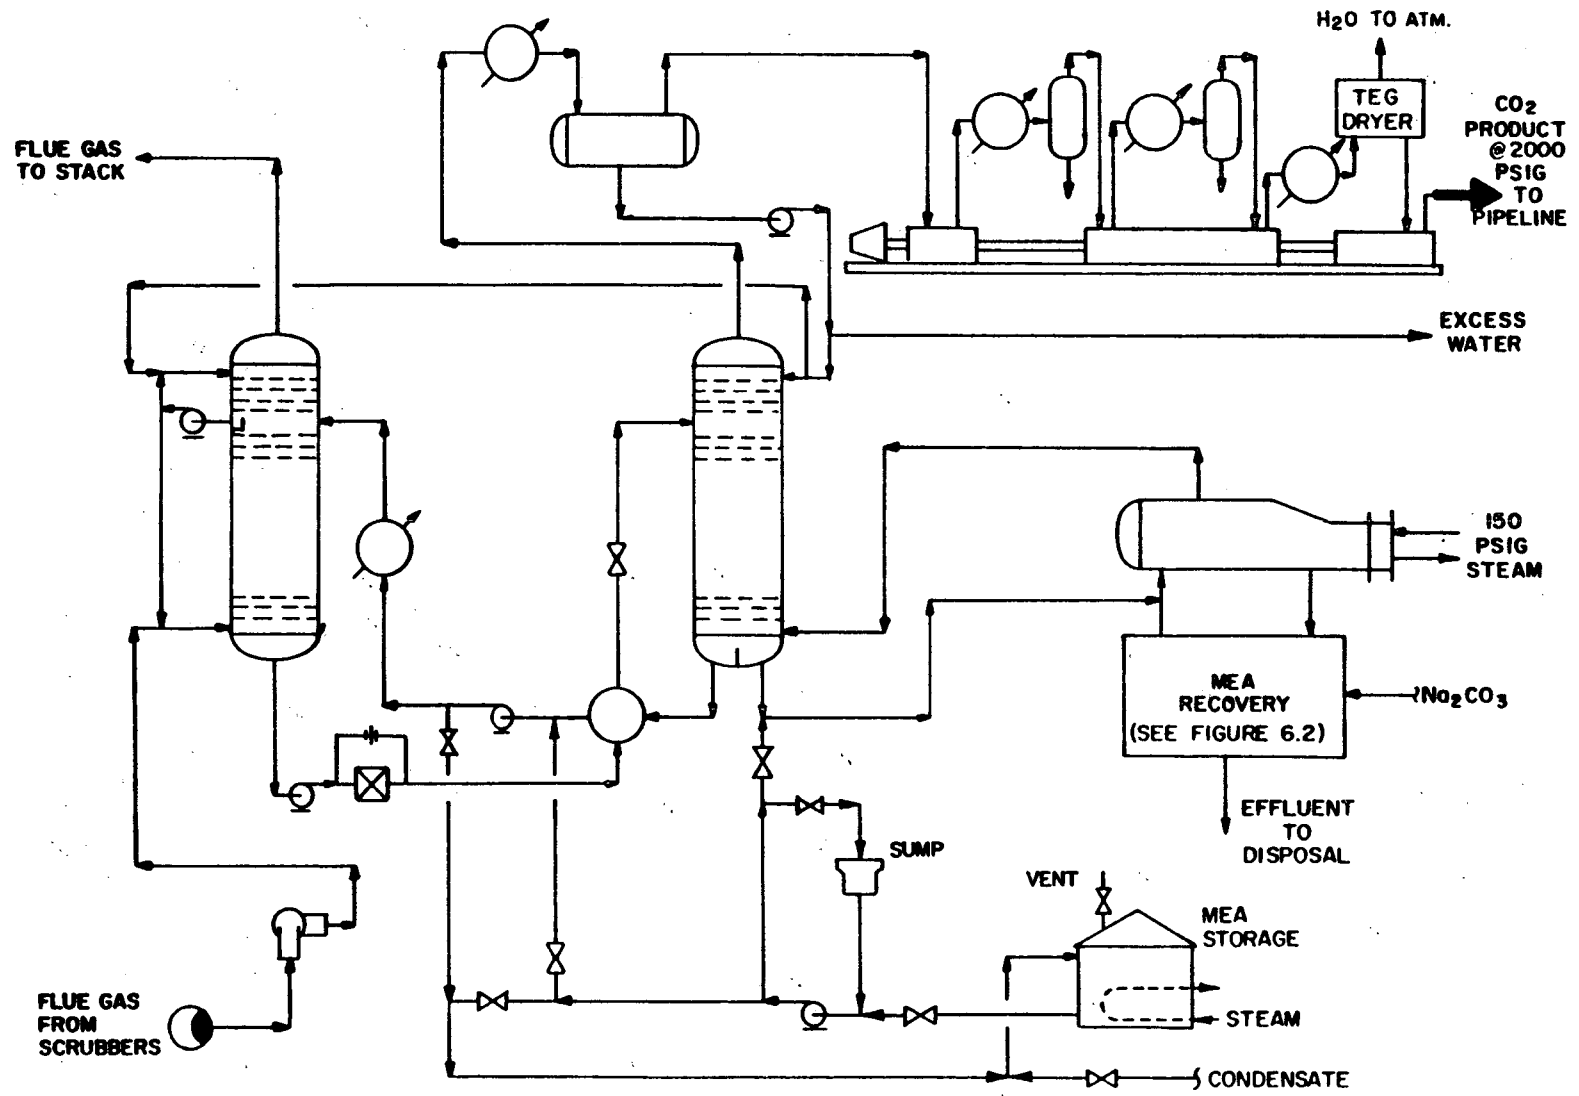 H2O TO ATM.
TEG
DRYER
CO2
PRODUCT
@2000
PSIG
TO
PIPELINE
FLUE GAS
TO STACK
EXCESS
WATER
150
PSIG
STEAM
MEA
RECOVERY
(SEE FIGURE 6.2)
Na2CO3
EFFLUENT
TO
DISPOSAL
SUMP
VENT
MEA
STORAGE
STEAM
FLUE GAS
FROM
SCRUBBERS
CONDENSATE